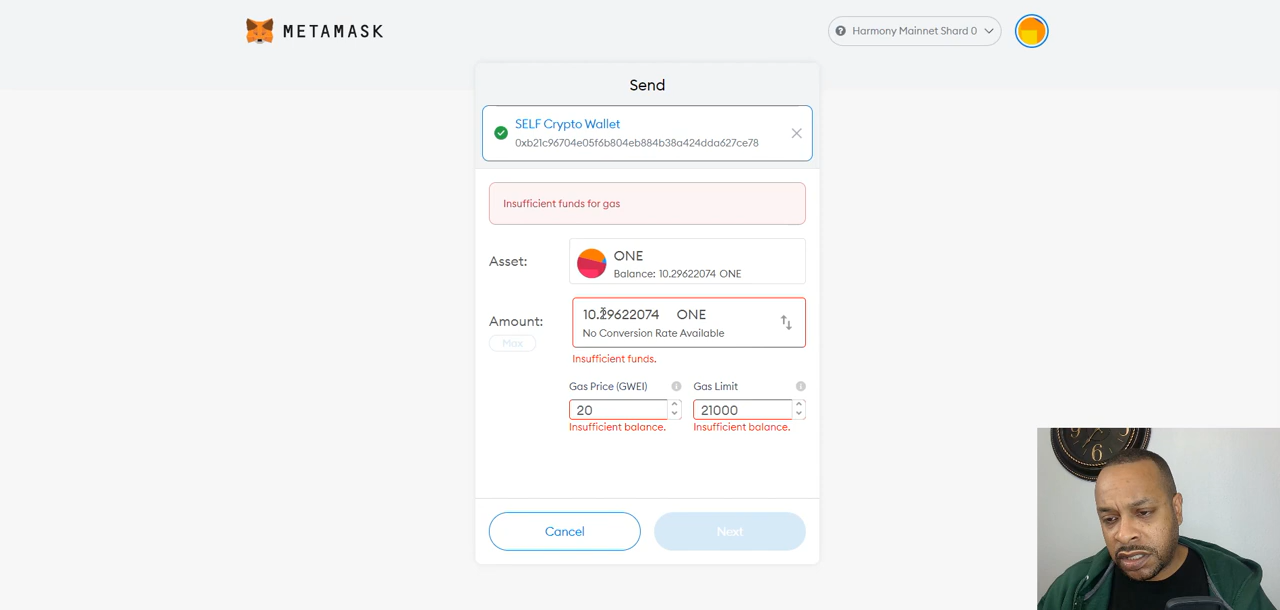 METAMASK
Harmony Mainnet Shard 0
Send
SELF Crypto Wallet
0xb21c96704e05f6b804eb884b38a424dda627ce78
Insufficient funds for gas
Asset:
ONE
Balance: 10.29622074 ONE
Amount:
Max
10.29622074 ONE
No Conversion Rate Available
Insufficient funds.
Gas Price (GWEI)
Gas Limit
20
21000
Insufficient balance.
Insufficient balance.
Cancel
Next